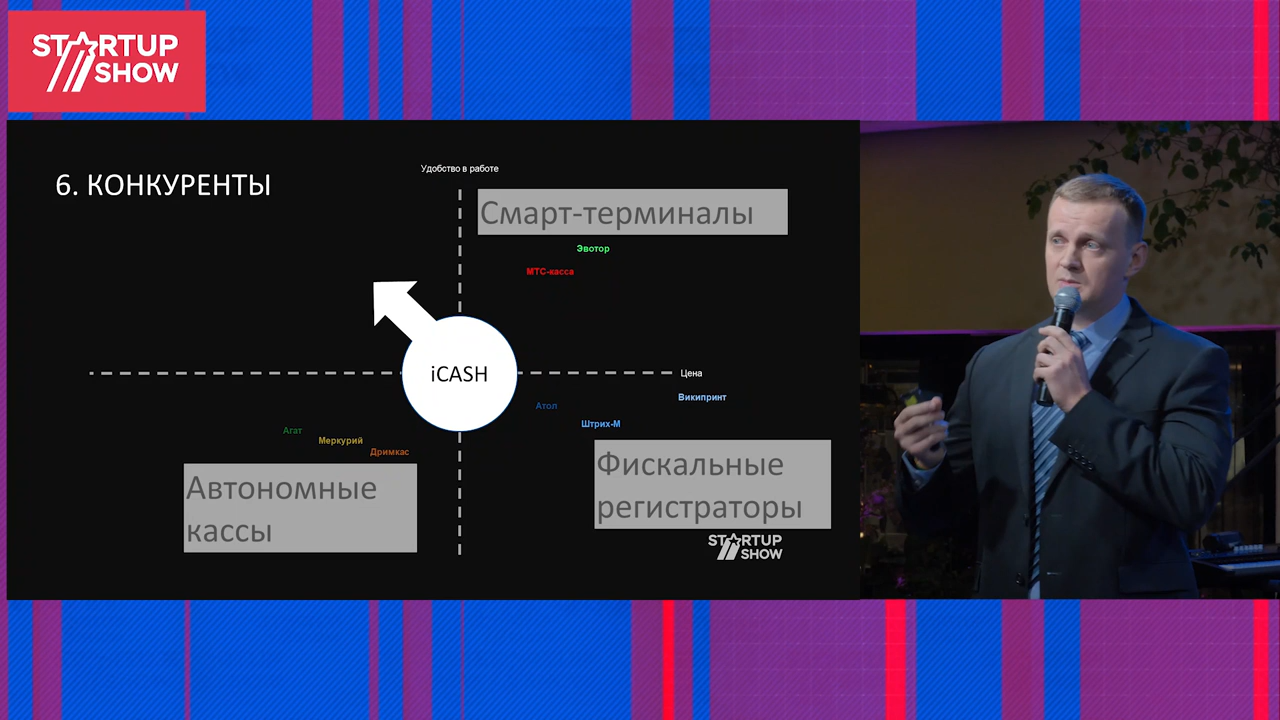 STARTUP
SHOW
6. КОНКУРЕНТЫ
Удобство в работе
Смарт-терминалы
Эвотор
МТС-касса
iCASH
Цена
Википринт
Атол
Штрих-М
Агат
Меркурий
Дримкас
Автономные
кассы
Фискальные
регистраторы
STARTUP
SHOW